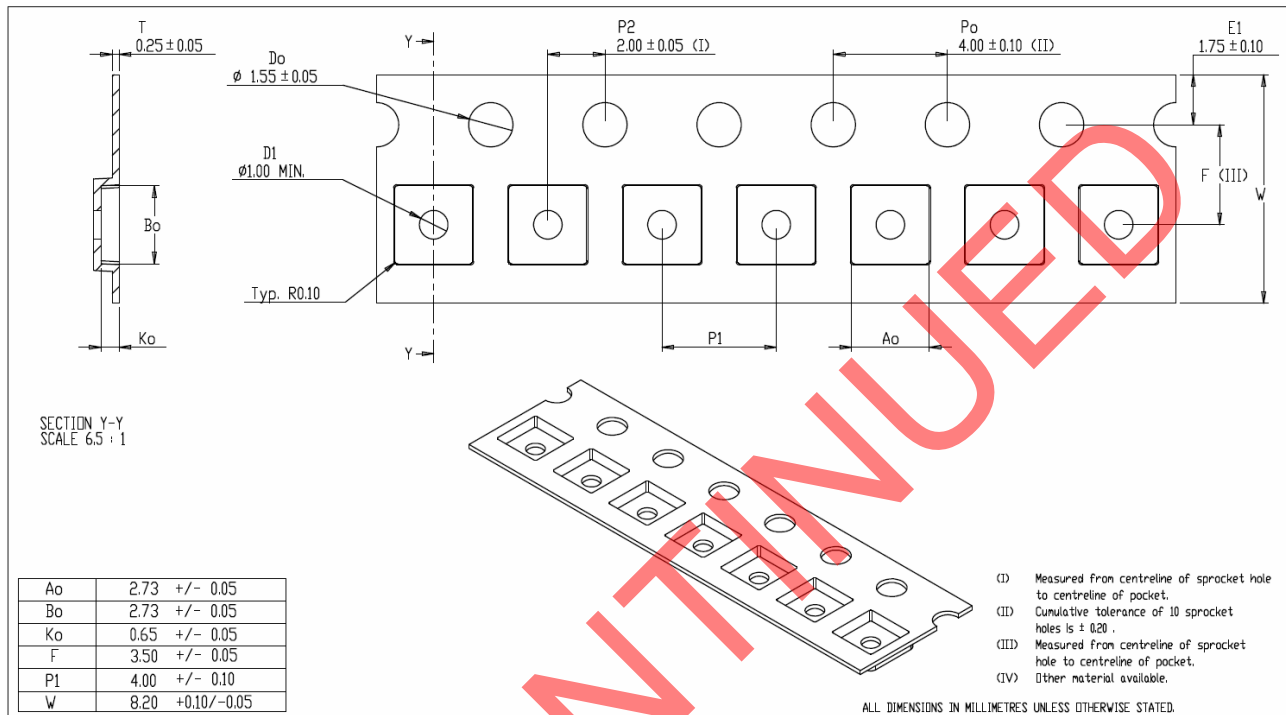 T
0.25 ± 0.05
Y
P2
2.00 ± 0.05 (I)
Po
4.00 ± 0.10 (II)
E1
1.75 ± 0.10
Do
ϕ 1.55 ± 0.05
D1
ϕ1.00 MIN.
F (III)
W
Bo
Typ. R0.10
Ko
Y
P1
Ao
SECTION Y-Y
SCALE 6.5 : 1
Ao 2.73 +/- 0.05
Bo 2.73 +/- 0.05
Ko 0.65 +/- 0.05
F 3.50 +/- 0.05
P1 4.00 +/- 0.10
W 8.20 +0.10/-0.05
(I) Measured from centreline of sprocket hole
to centreline of pocket.
(II) Cumulative tolerance of 10 sprocket
holes is ± 0.20 .
(III) Measured from centreline of sprocket
hole to centreline of pocket.
(IV) Other material available.
ALL DIMENSIONS IN MILLIMETRES UNLESS OTHERWISE STATED.
NTINUED